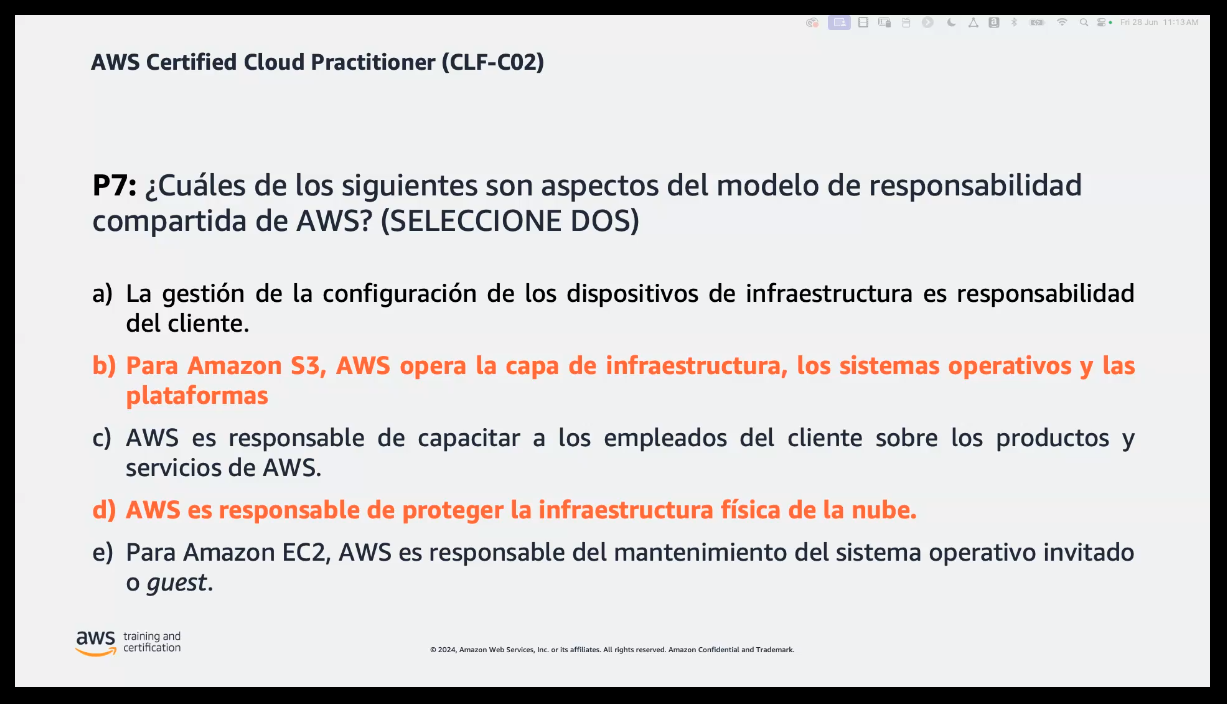 Fri 28 Jun 11:13 AM
AWS Certified Cloud Practitioner (CLF-C02)
P7: ¿Cuáles de los siguientes son aspectos del modelo de responsabilidad
compartida de AWS? (SELECCIONE DOS)
a) La gestión de la configuración de los dispositivos de infraestructura es responsabilidad
del cliente.
b) Para Amazon S3, AWS opera la capa de infraestructura, los sistemas operativos y las
plataformas
c) AWS es responsable de capacitar a los empleados del cliente sobre los productos y
servicios de AWS.
d) AWS es responsable de proteger la infraestructura física de la nube.
e) Para Amazon EC2, AWS es responsable del mantenimiento del sistema operativo invitado
o guest.
aws training and
certification
© 2024, Amazon Web Services, Inc. or its affiliates. All rights reserved. Amazon Confidential and Trademark.